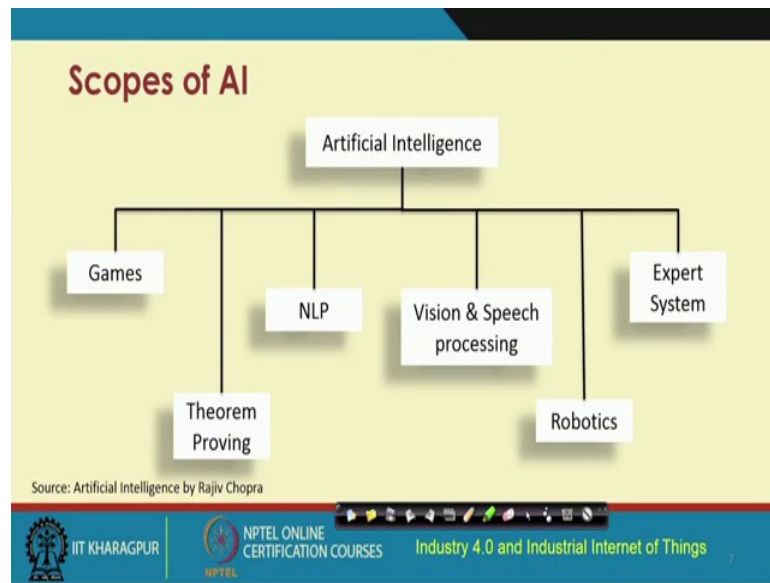 Scopes of AI
Artificial Intelligence
Games
Theorem
Proving
NLP
Vision & Speech
processing
Robotics
Expert
System
Source: Artificial Intelligence by Rajiv Chopra
IIT KHARAGPUR
NPTEL
NPTEL ONLINE
CERTIFICATION COURSES
Industry 4.0 and Industrial Internet of Things
7